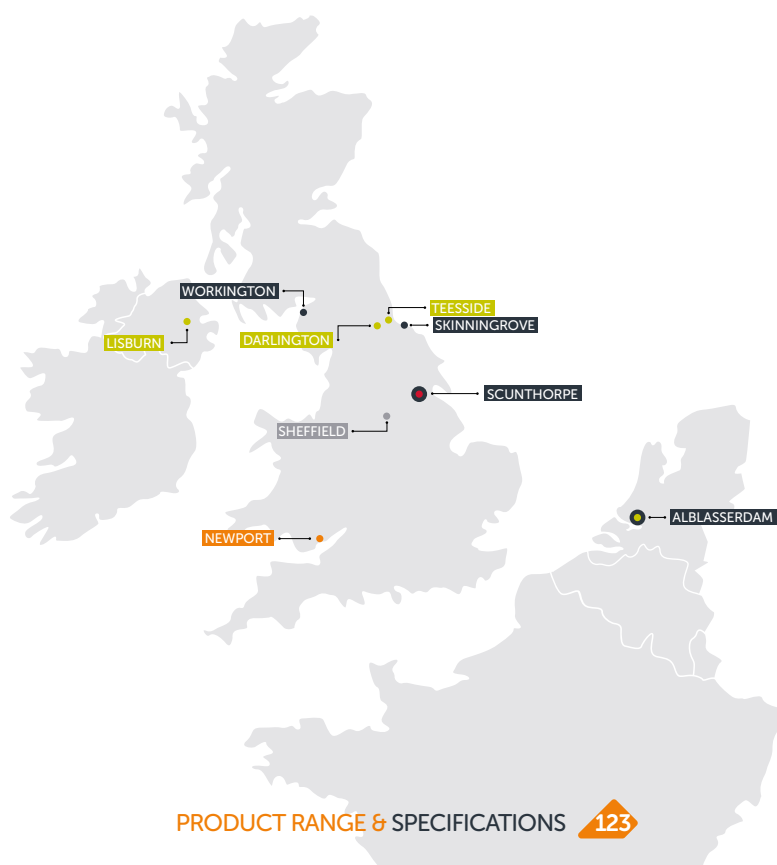 WORKINGTON
TEESSIDE
SKINNINGROVE
LISBURN
DARLINGTON
SCUNTHORPE
SHEFFIELD
ALBLASSERDAM
NEWPORT
PRODUCT RANGE & SPECIFICATIONS 123